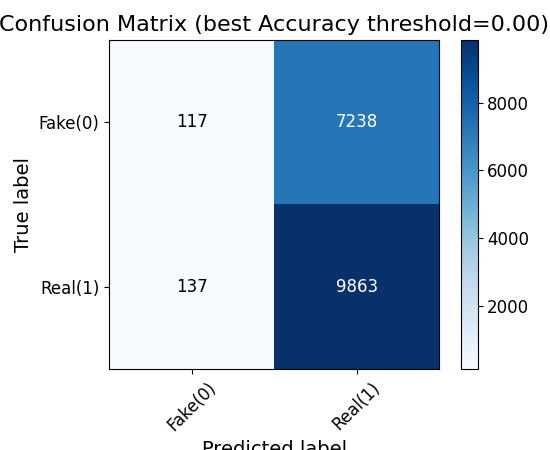 Confusion Matrix (best Accuracy threshold=0.00)
Fake(0)
117
7238
Real(1)
137
9863
True label
Fake(0)
Real(1)
Predicted label
8000
6000
4000
2000